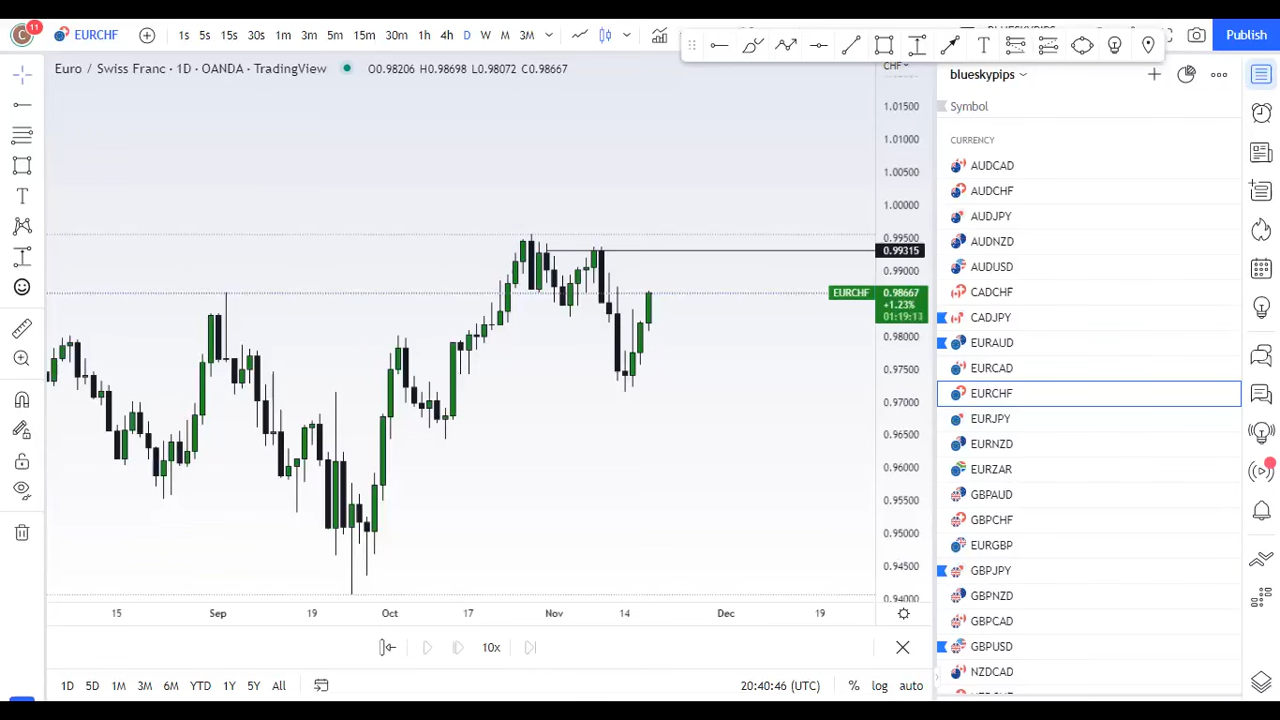 C 11 EURCHF 1s 5s 15s 30s 1m 3m 5m 15m 30m 1h 4h D W M 3M T Publish
Euro / Swiss Franc · 1D · OANDA · TradingView O0.98206 H0.98698 L0.98072 C0.98667
CHF
1.01500
1.01000
1.00500
1.00000
0.99500
0.99315
0.99000
EURCHF 0.98667
+1.23%
01:19:13
0.98000
0.97500
0.97000
0.96500
0.96000
0.95500
0.95000
0.94500
0.94000
15 Sep 19 Oct 17 Nov 14 Dec 19
10x
1D 5D 1M 3M 6M YTD 1Y All 20:40:46 (UTC) % log auto
blueskypips
Symbol
CURRENCY
AUDCAD
AUDCHF
AUDJPY
AUDNZD
AUDUSD
CADCHF
CADJPY
EURAUD
EURCAD
EURCHF
EURJPY
EURNZD
EURZAR
GBPAUD
GBPCHF
EURGBP
GBPJPY
GBPNZD
GBPCAD
GBPUSD
NZDCAD